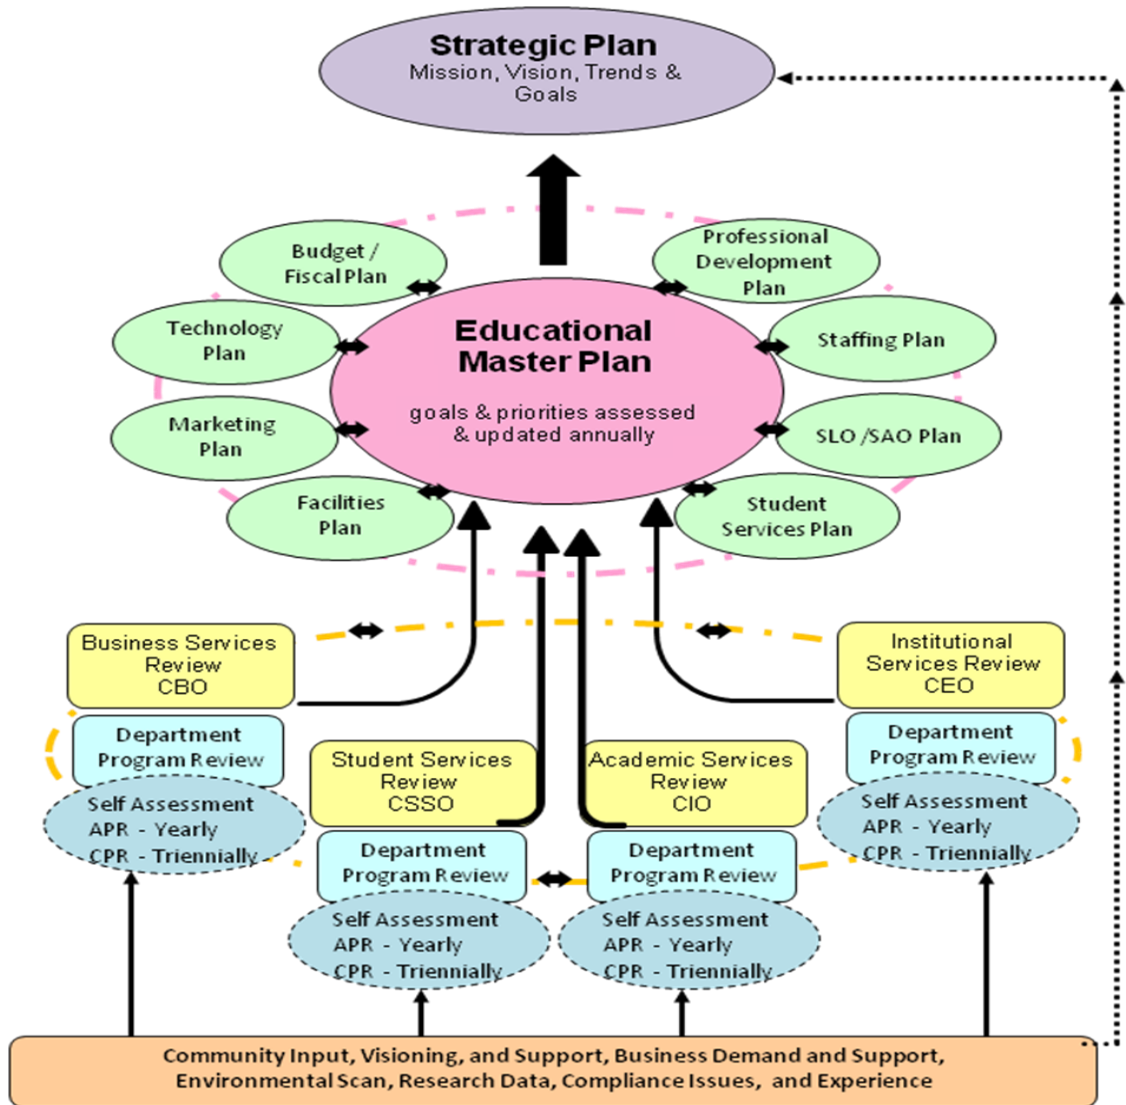 Strategic Plan
Mission, Vision, Trends &
Goals
Budget /
Fiscal Plan
Professional
Development
Plan
Technology
Plan
Educational
Master Plan
goals & priorities assessed
& updated annually
Staffing Plan
Marketing
Plan
SLO /SAO Plan
Facilities
Plan
Student
Services Plan
Business Services
Review
CBO
Institutional
Services Review
CEO
Department
Program Review
Self Assessment
APR - Yearly
CPR - Triennially
Student Services
Review
CSSO
Academic Services
Review
CIO
Department
Program Review
Self Assessment
APR - Yearly
CPR - Triennially
Department
Program Review
Self Assessment
APR - Yearly
CPR - Triennially
Department
Program Review
Self Assessment
APR - Yearly
CPR - Triennially
Community Input, Visioning, and Support, Business Demand and Support,
Environmental Scan, Research Data, Compliance Issues, and Experience